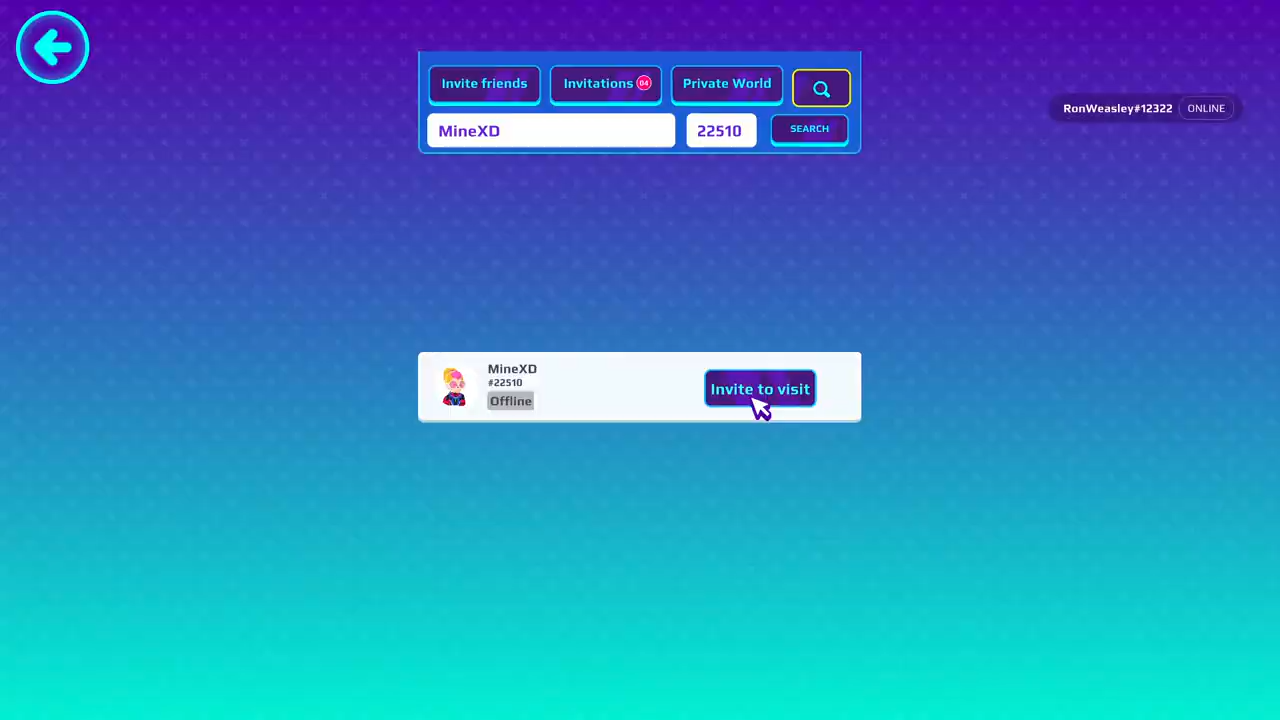 Invite friends
Invitations 04
Private World
RonWeasley#12322 ONLINE
MineXD
22510
SEARCH
MineXD
#22510
Offline
Invite to visit